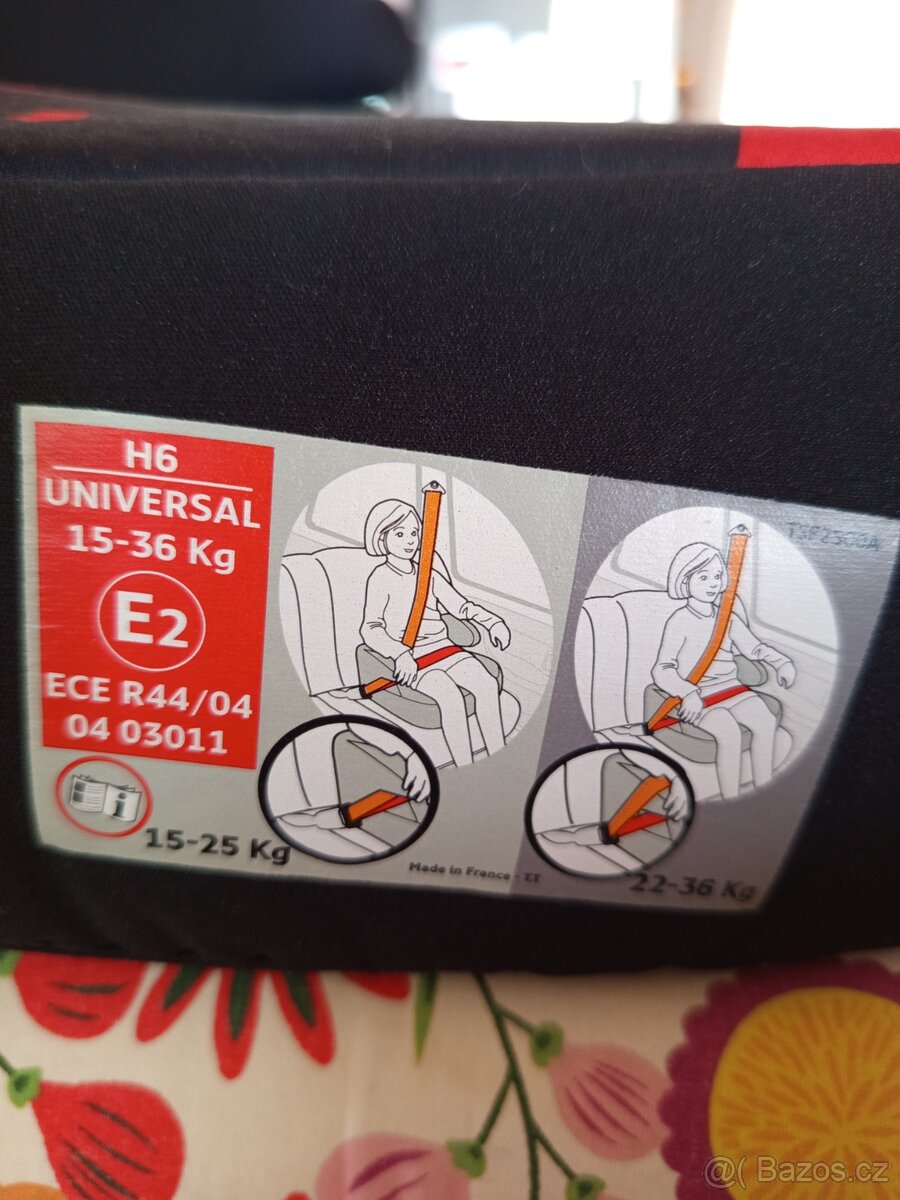 H6
UNIVERSAL
15-36 Kg
E2
ECE R44/04
04 03011
i
15-25 Kg
Made in France - TT
22-36 Kg
@( Bazos.cz